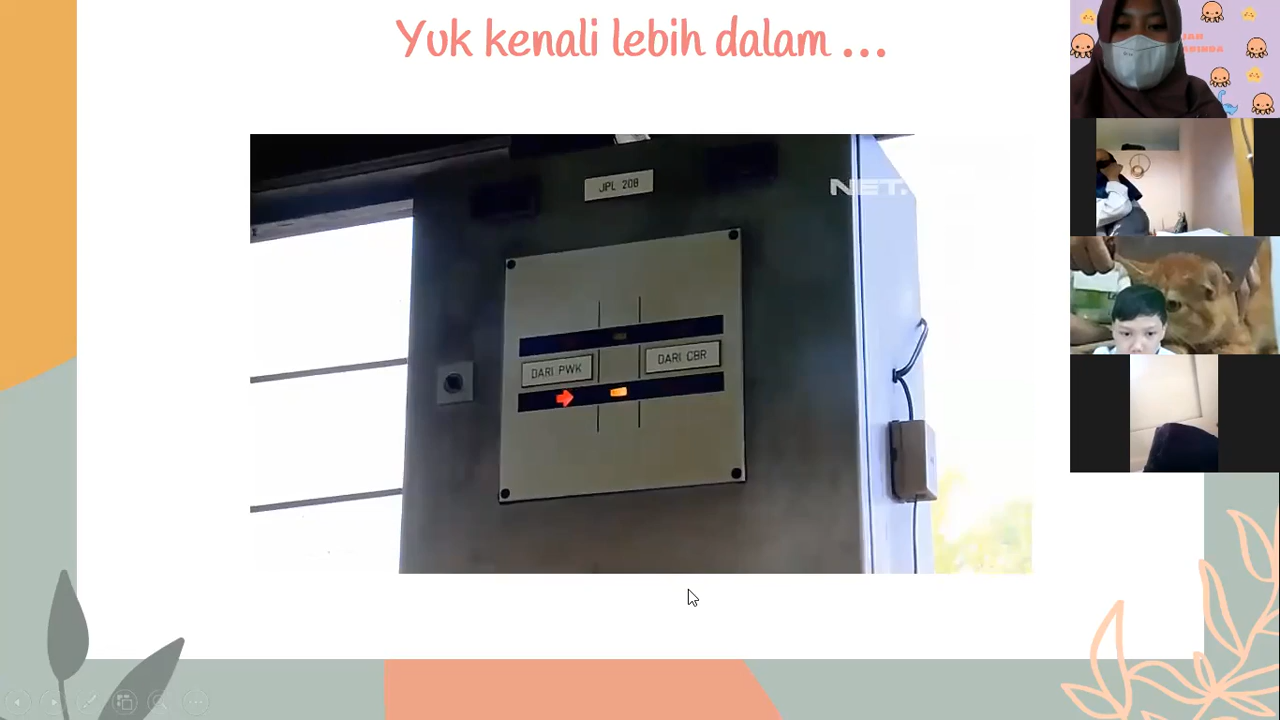 Yuk kenali lebih dalam ...
JPL 208
NET.
DARI PWK
DARI CBR